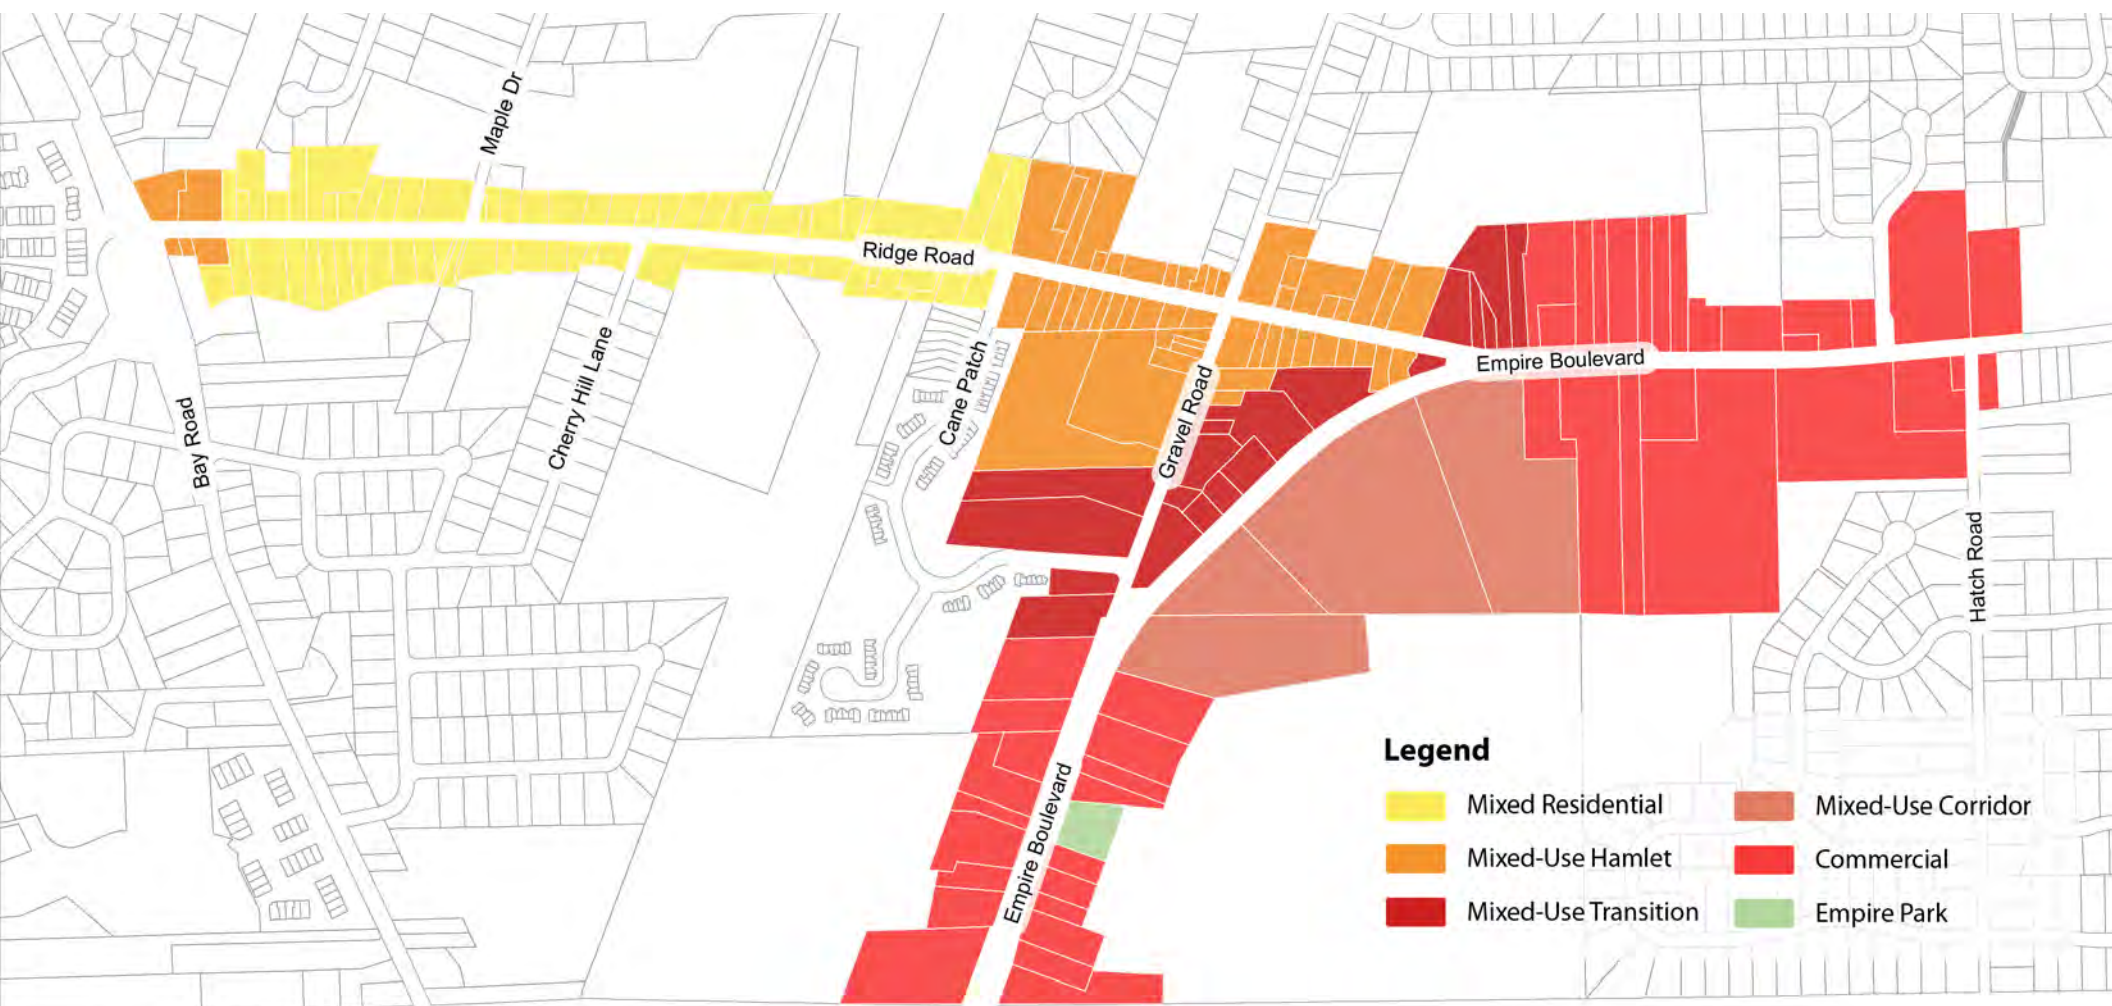 Maple Dr
Ridge Road
Empire Boulevard
Cane Patch
Cherry Hill Lane
Gravel Road
Bay Road
Hatch Road
Empire Boulevard
Legend
Mixed Residential
Mixed-Use Hamlet
Mixed-Use Transition
Mixed-Use Corridor
Commercial
Empire Park